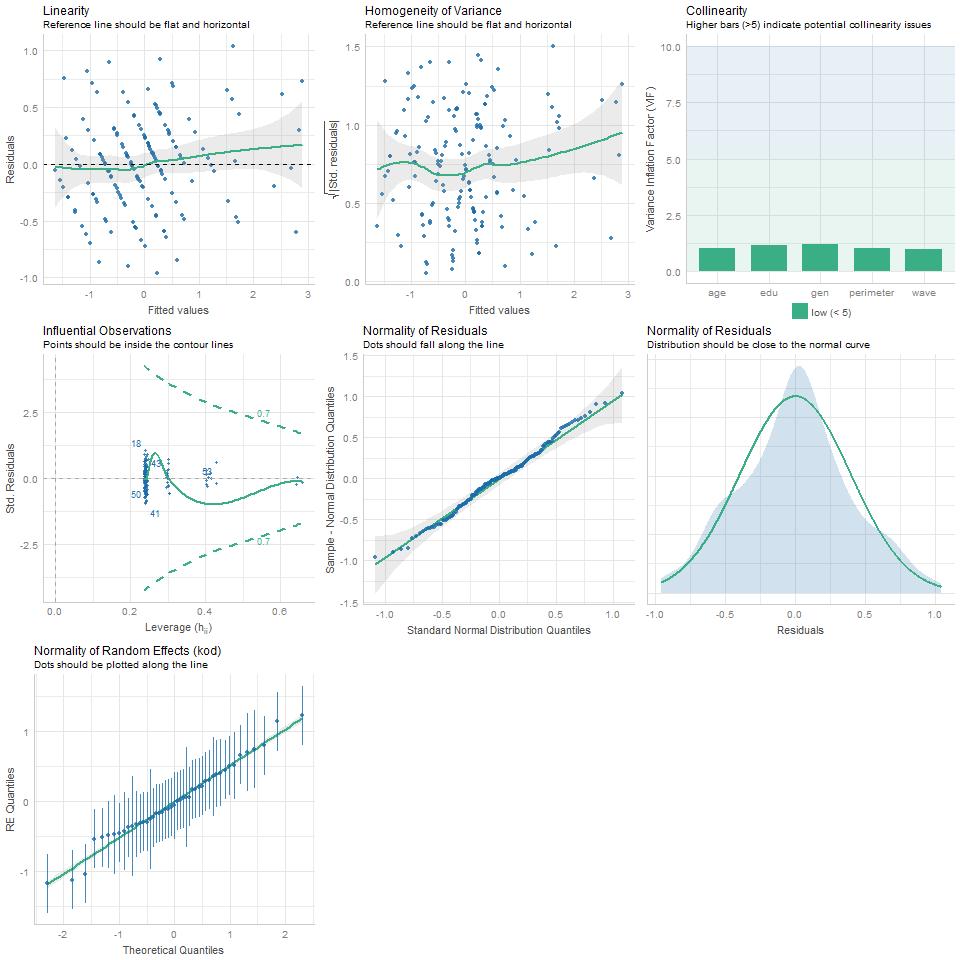 Linearity
Reference line should be flat and horizontal
Residuals
1.0
0.5
0.0
-0.5
-1.0
-1
0
1
2
3
Fitted values
Homogeneity of Variance
Reference line should be flat and horizontal
√|Std. residuals|
1.5
1.0
0.5
0.0
-1
0
1
2
3
Fitted values
Collinearity
Higher bars (>5) indicate potential collinearity issues
Variance Inflation Factor (VIF)
10.0
7.5
5.0
2.5
0.0
age
edu
gen
perimeter
wave
low (< 5)
Influential Observations
Points should be inside the contour lines
Std. Residuals
2.5
0.0
-2.5
0.7
18
43
53
50
41
0.7
0.0
0.2
0.4
0.6
Leverage (hii)
Normality of Residuals
Dots should fall along the line
Sample - Normal Distribution Quantiles
1.5
1.0
0.5
0.0
-0.5
-1.0
-1.5
-1.0
-0.5
0.0
0.5
1.0
Standard Normal Distribution Quantiles
Normality of Residuals
Distribution should be close to the normal curve
-1.0
-0.5
0.0
0.5
1.0
Residuals
Normality of Random Effects (kod)
Dots should be plotted along the line
RE Quantiles
1
0
-1
-2
-1
0
1
2
Theoretical Quantiles